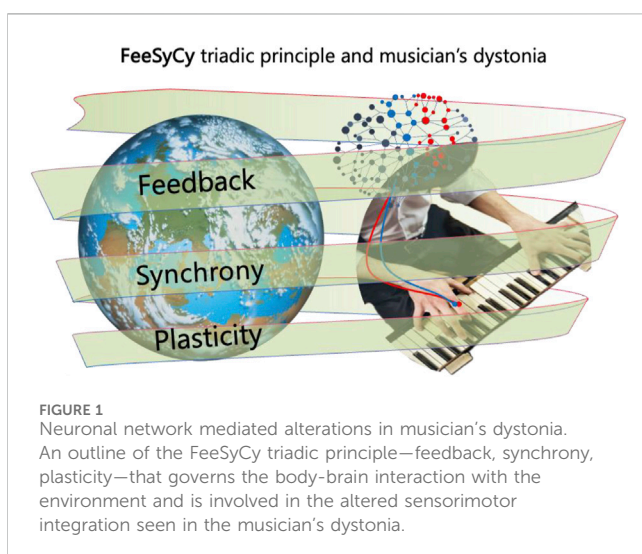 FeeSyCy triadic principle and musician's dystonia
Feedback
Synchrony
Plasticity
FIGURE 1
Neuronal network mediated alterations in musician's dystonia.
An outline of the FeeSyCy triadic principle—feedback, synchrony,
plasticity—that governs the body-brain interaction with the
environment and is involved in the altered sensorimotor
integration seen in the musician's dystonia.